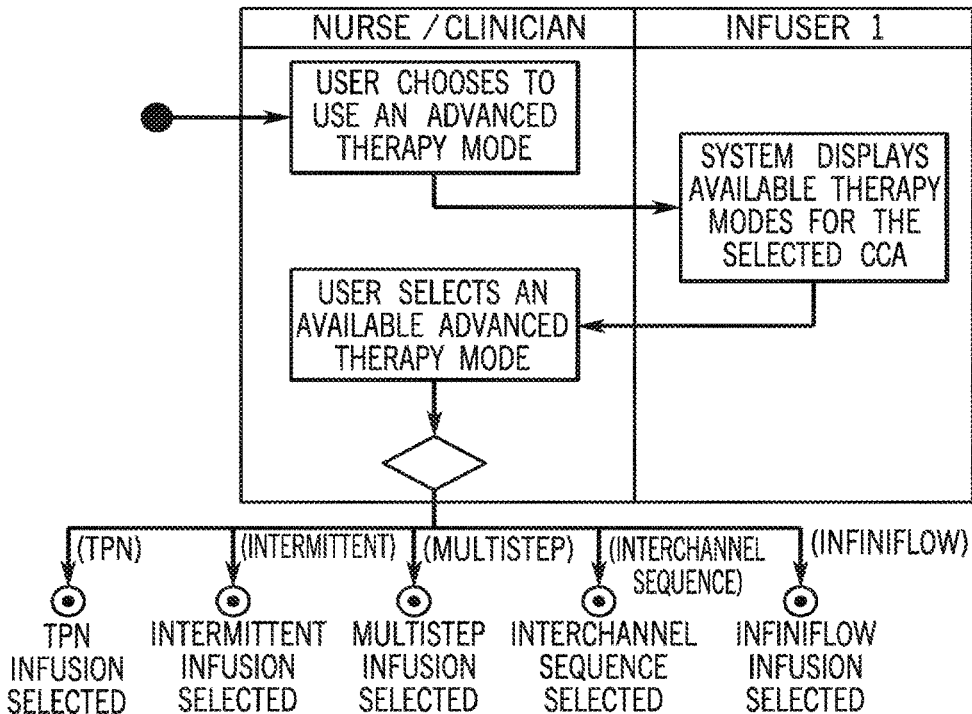 NURSE / CLINICIAN
INFUSER 1
USER CHOOSES TO
USE AN ADVANCED
THERAPY MODE
SYSTEM DISPLAYS
AVAILABLE THERAPY
MODES FOR THE
SELECTED CCA
USER SELECTS AN
AVAILABLE ADVANCED
THERAPY MODE
(TPN)
(INTERMITTENT)
(MULTISTEP)
(INTERCHANNEL
SEQUENCE)
(INFINIFLOW)
TPN
INFUSION
SELECTED
INTERMITTENT
INFUSION
SELECTED
MULTISTEP
INFUSION
SELECTED
INTERCHANNEL
SEQUENCE
SELECTED
INFINIFLOW
INFUSION
SELECTED